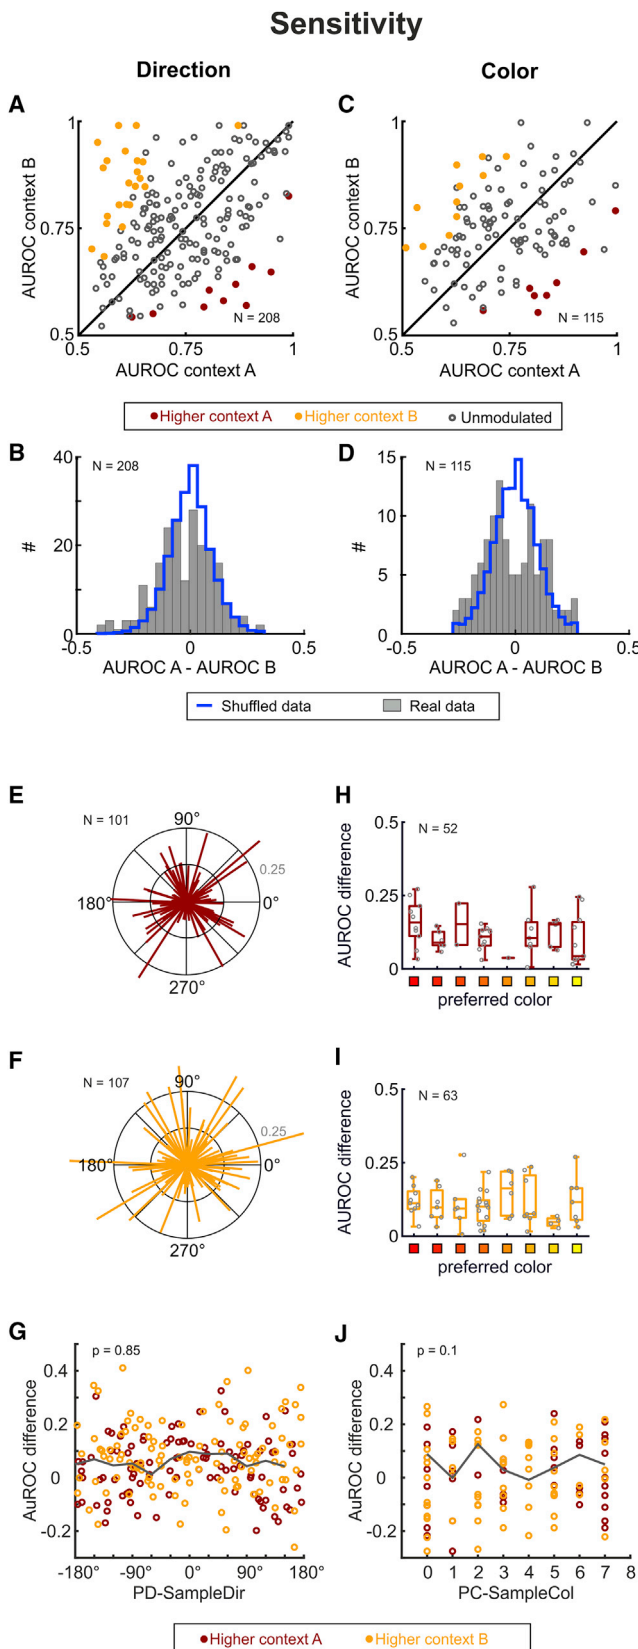 Sensitivity
Direction
Color
A
1
AUROC context B
0.75
0.5
0.5
0.75
1
N = 208
AUROC context A
C
1
AUROC context B
0.75
0.5
0.5
0.75
1
N = 115
AUROC context A
Higher context A Higher context B Unmodulated
B
40
N = 208
#
20
0
-0.5
0
0.5
AUROC A - AUROC B
D
15
N = 115
10
#
5
0
-0.5
0
0.5
AUROC A - AUROC B
Shuffled data Real data
E
N = 101
90°
0.25
180°
0°
270°
H
0.5
N = 52
AUROC difference
0.25
0
preferred color
F
N = 107
90°
0.25
180°
0°
270°
I
0.5
N = 63
AUROC difference
0.25
0
preferred color
G
p = 0.85
0.4
AuROC difference
0.2
0
-0.2
-180° -90° 0° 90° 180°
PD-SampleDir
J
p = 0.1
0.4
AuROC difference
0.2
0
-0.2
0 1 2 3 4 5 6 7 8
PC-SampleCol
Higher context A Higher context B